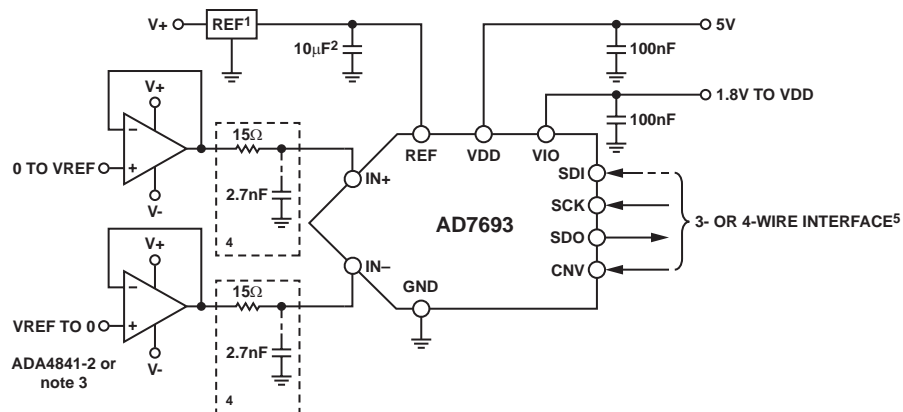 V+
REF¹
10µF²
100nF
5V
1.8V TO VDD
100nF
REF
VDD
VIO
V+
−
+
0 TO VREF
V-
15Ω
2.7nF
4
IN+
AD7693
SDI
SCK
SDO
CNV
3- OR 4-WIRE INTERFACE⁵
IN−
GND
V+
−
+
VREF TO 0
V-
15Ω
2.7nF
4
ADA4841-2 or
note 3